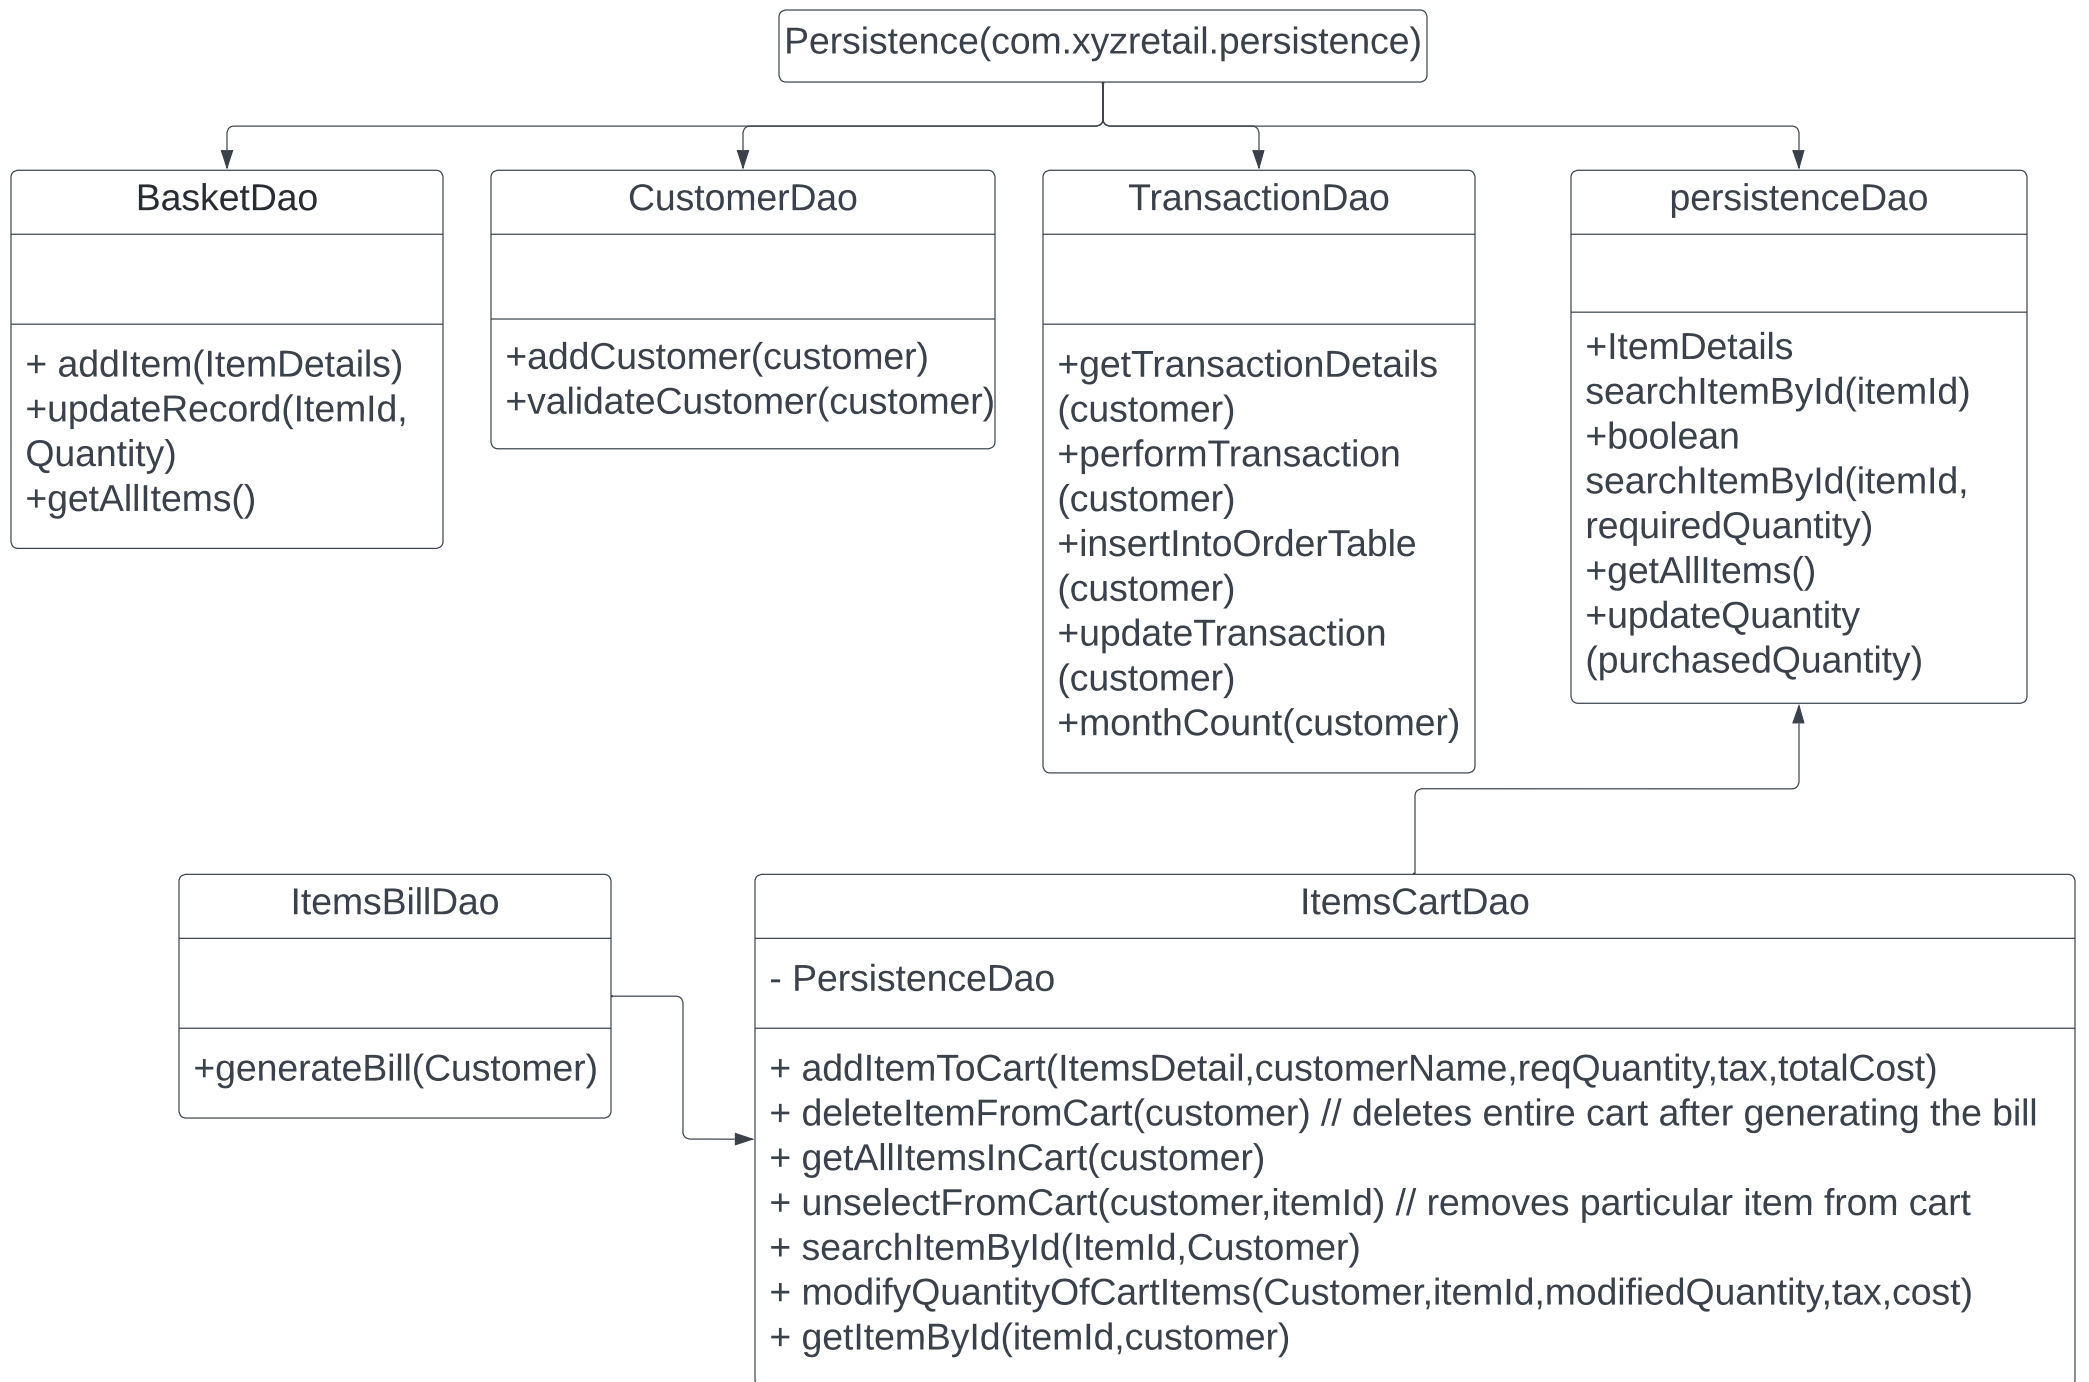 Persistence(com.xyzretail.persistence)
BasketDao
+ addItem(ItemDetails)
+updateRecord(ItemId,
Quantity)
+getAllItems()
CustomerDao
+addCustomer(customer)
+validateCustomer(customer)
TransactionDao
+getTransactionDetails
(customer)
+performTransaction
(customer)
+insertIntoOrderTable
(customer)
+updateTransaction
(customer)
+monthCount(customer)
persistenceDao
+ItemDetails
searchItemById(itemId)
+boolean
searchItemById(itemId,
requiredQuantity)
+getAllItems()
+updateQuantity
(purchasedQuantity)
ItemsBillDao
+generateBill(Customer)
ItemsCartDao
- PersistenceDao
+ addItemToCart(ItemsDetail,customerName,reqQuantity,tax,totalCost)
+ deleteItemFromCart(customer) // deletes entire cart after generating the bill
+ getAllItemsInCart(customer)
+ unselectFromCart(customer,itemId) // removes particular item from cart
+ searchItemById(ItemId,Customer)
+ modifyQuantityOfCartItems(Customer,itemId,modifiedQuantity,tax,cost)
+ getItemById(itemId,customer)